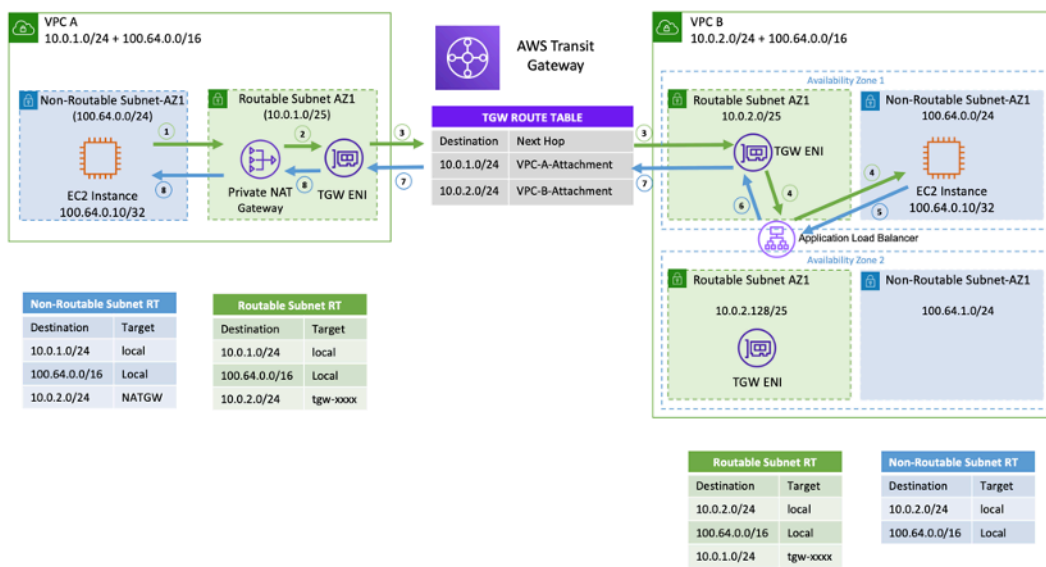 VPC A
10.0.1.0/24 + 100.64.0.0/16
Non-Routable Subnet-AZ1
(100.64.0.0/24)
EC2 Instance
100.64.0.10/32
Routable Subnet AZ1
(10.0.1.0/25)
Private NAT
Gateway
TGW ENI
1
2
3
8
8
7
AWS Transit
Gateway
TGW ROUTE TABLE
Destination Next Hop
10.0.1.0/24 VPC-A-Attachment
10.0.2.0/24 VPC-B-Attachment
3
7
VPC B
10.0.2.0/24 + 100.64.0.0/16
Availability Zone 1
Routable Subnet AZ1
10.0.2.0/25
TGW ENI
Non-Routable Subnet-AZ1
100.64.0.0/24
EC2 Instance
100.64.0.10/32
4
4
5
6
Application Load Balancer
Availability Zone 2
Routable Subnet AZ1
10.0.2.128/25
TGW ENI
Non-Routable Subnet-AZ1
100.64.1.0/24
Non-Routable Subnet RT
Destination Target
10.0.1.0/24 local
100.64.0.0/16 Local
10.0.2.0/24 NATGW
Routable Subnet RT
Destination Target
10.0.1.0/24 local
100.64.0.0/16 Local
10.0.2.0/24 tgw-xxxx
Routable Subnet RT
Destination Target
10.0.2.0/24 local
100.64.0.0/16 Local
10.0.1.0/24 tgw-xxxx
Non-Routable Subnet RT
Destination Target
10.0.2.0/24 local
100.64.0.0/16 Local